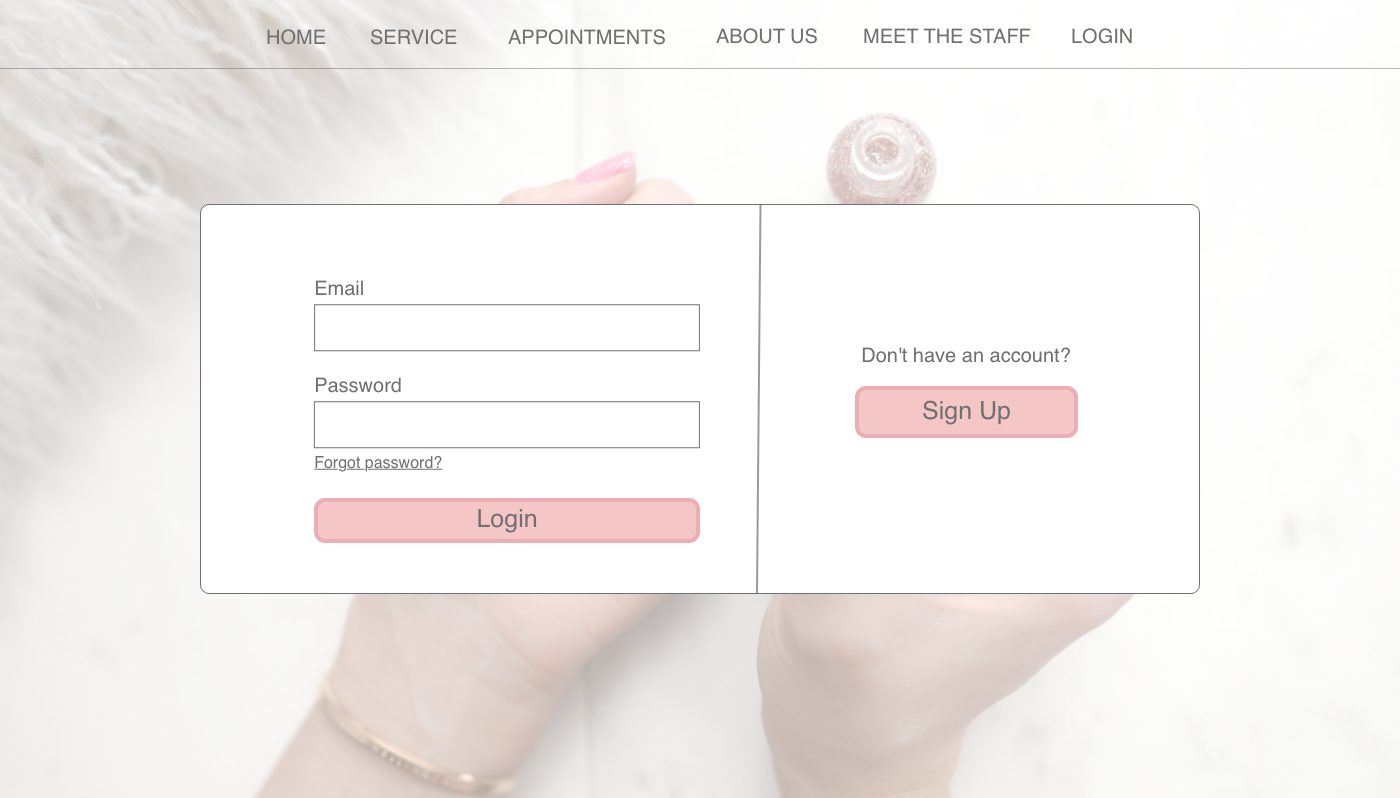 HOME SERVICE APPOINTMENTS ABOUT US MEET THE STAFF LOGIN
Email
Password
Forgot password?
Login
Don't have an account?
Sign Up